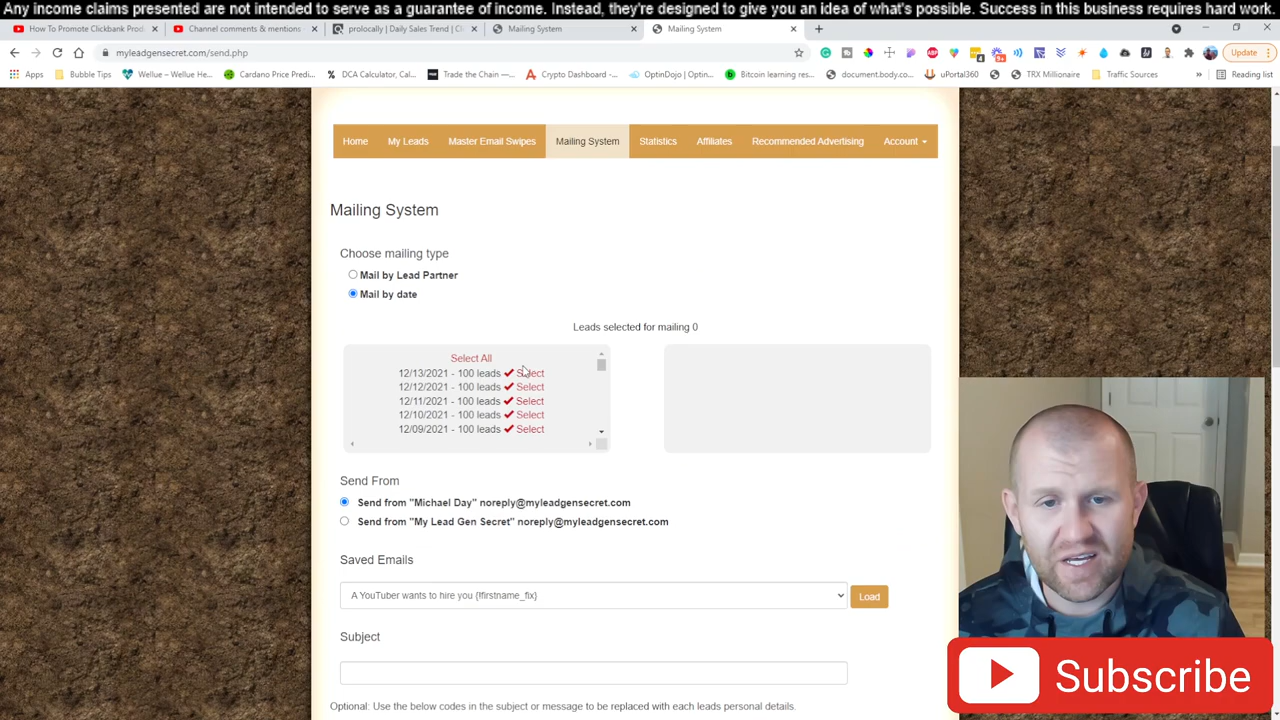 Any income claims presented are not intended to serve as a guarantee of income. Instead, they're designed to give you an idea of what's possible. Success in this business requires hard work.
How To Promote Clickbank Produc
Channel comments & mentions
prolocally | Daily Sales Trend | Cl
Mailing System
Mailing System
myleadgensecret.com/send.php
Update
Apps
Bubble Tips
Wellue – Wellue He...
Cardano Price Predi...
DCA Calculator, Cal...
Trade the Chain —...
Crypto Dashboard -...
OptinDojo | Optin...
Bitcoin learning res...
document.body.co...
uPortal360
TRX Millionaire
Traffic Sources
Reading list
Home
My Leads
Master Email Swipes
Mailing System
Statistics
Affiliates
Recommended Advertising
Account
Mailing System
Choose mailing type
Mail by Lead Partner
Mail by date
Leads selected for mailing 0
Select All
12/13/2021 - 100 leads ✔ Select
12/12/2021 - 100 leads ✔ Select
12/11/2021 - 100 leads ✔ Select
12/10/2021 - 100 leads ✔ Select
12/09/2021 - 100 leads ✔ Select
Send From
Send from "Michael Day" noreply@myleadgensecret.com
Send from "My Lead Gen Secret" noreply@myleadgensecret.com
Saved Emails
A YouTuber wants to hire you {!firstname_fix}
Load
Subject
Optional: Use the below codes in the subject or message to be replaced with each leads personal details.
Subscribe